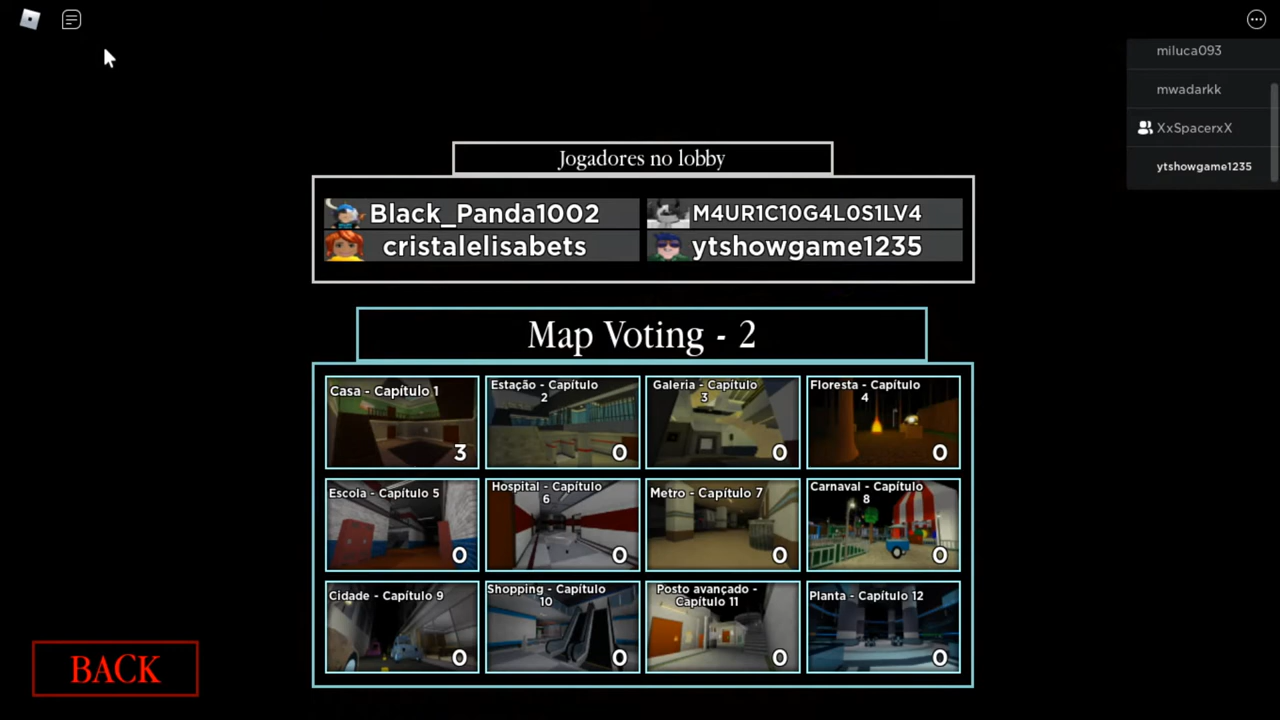 miluca093
mwadarkk
XxSpacerxX
ytshowgame1235
Jogadores no lobby
Black_Panda1002
M4UR1C10G4L0S1LV4
cristalelisabets
ytshowgame1235
Map Voting - 2
Casa - Capítulo 1
3
Estação - Capítulo
2
0
Galeria - Capítulo
3
0
Floresta - Capítulo
4
0
Escola - Capítulo 5
0
Hospital - Capítulo
6
0
Metro - Capítulo 7
0
Carnaval - Capítulo
8
0
Cidade - Capítulo 9
0
Shopping - Capítulo
10
0
Posto avançado -
Capítulo 11
0
Planta - Capítulo 12
0
BACK